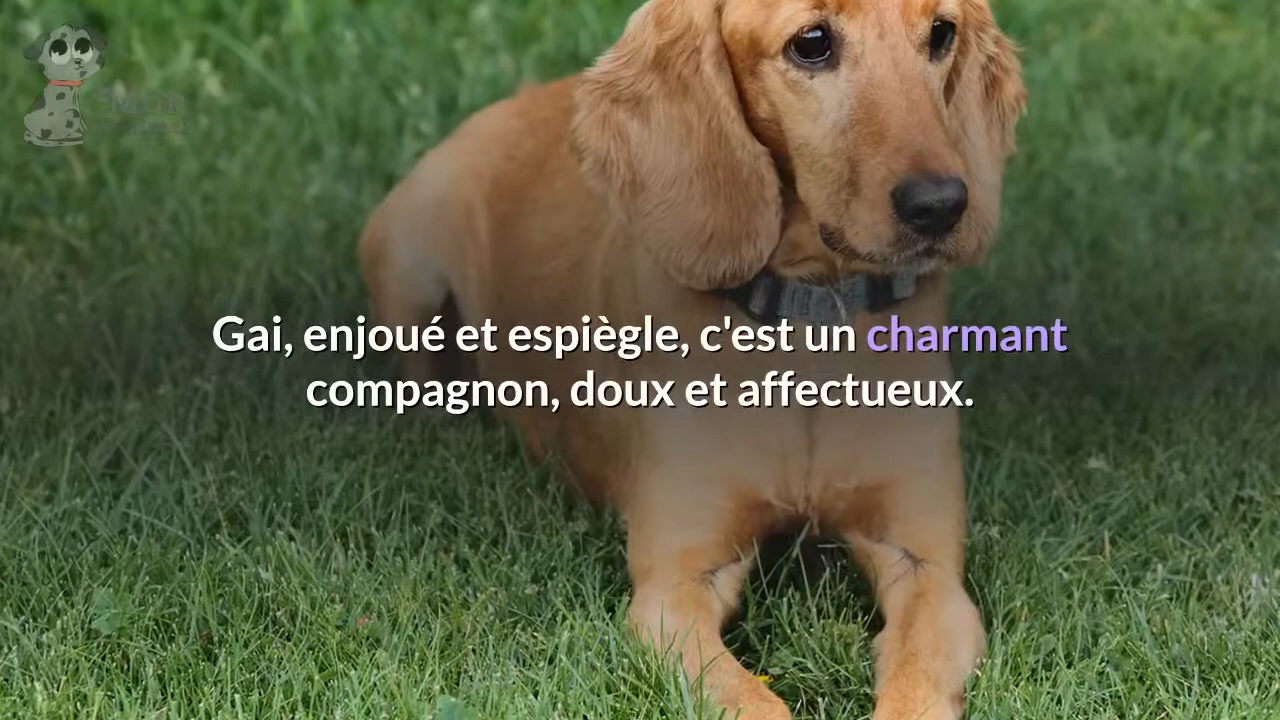 Gai, enjoué et espiègle, c'est un charmant
compagnon, doux et affectueux.